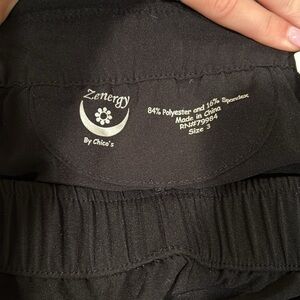 Zenergy
By Chico's
84% Polyester and 16% Spandex
Made in China
RN#79984
Size 3